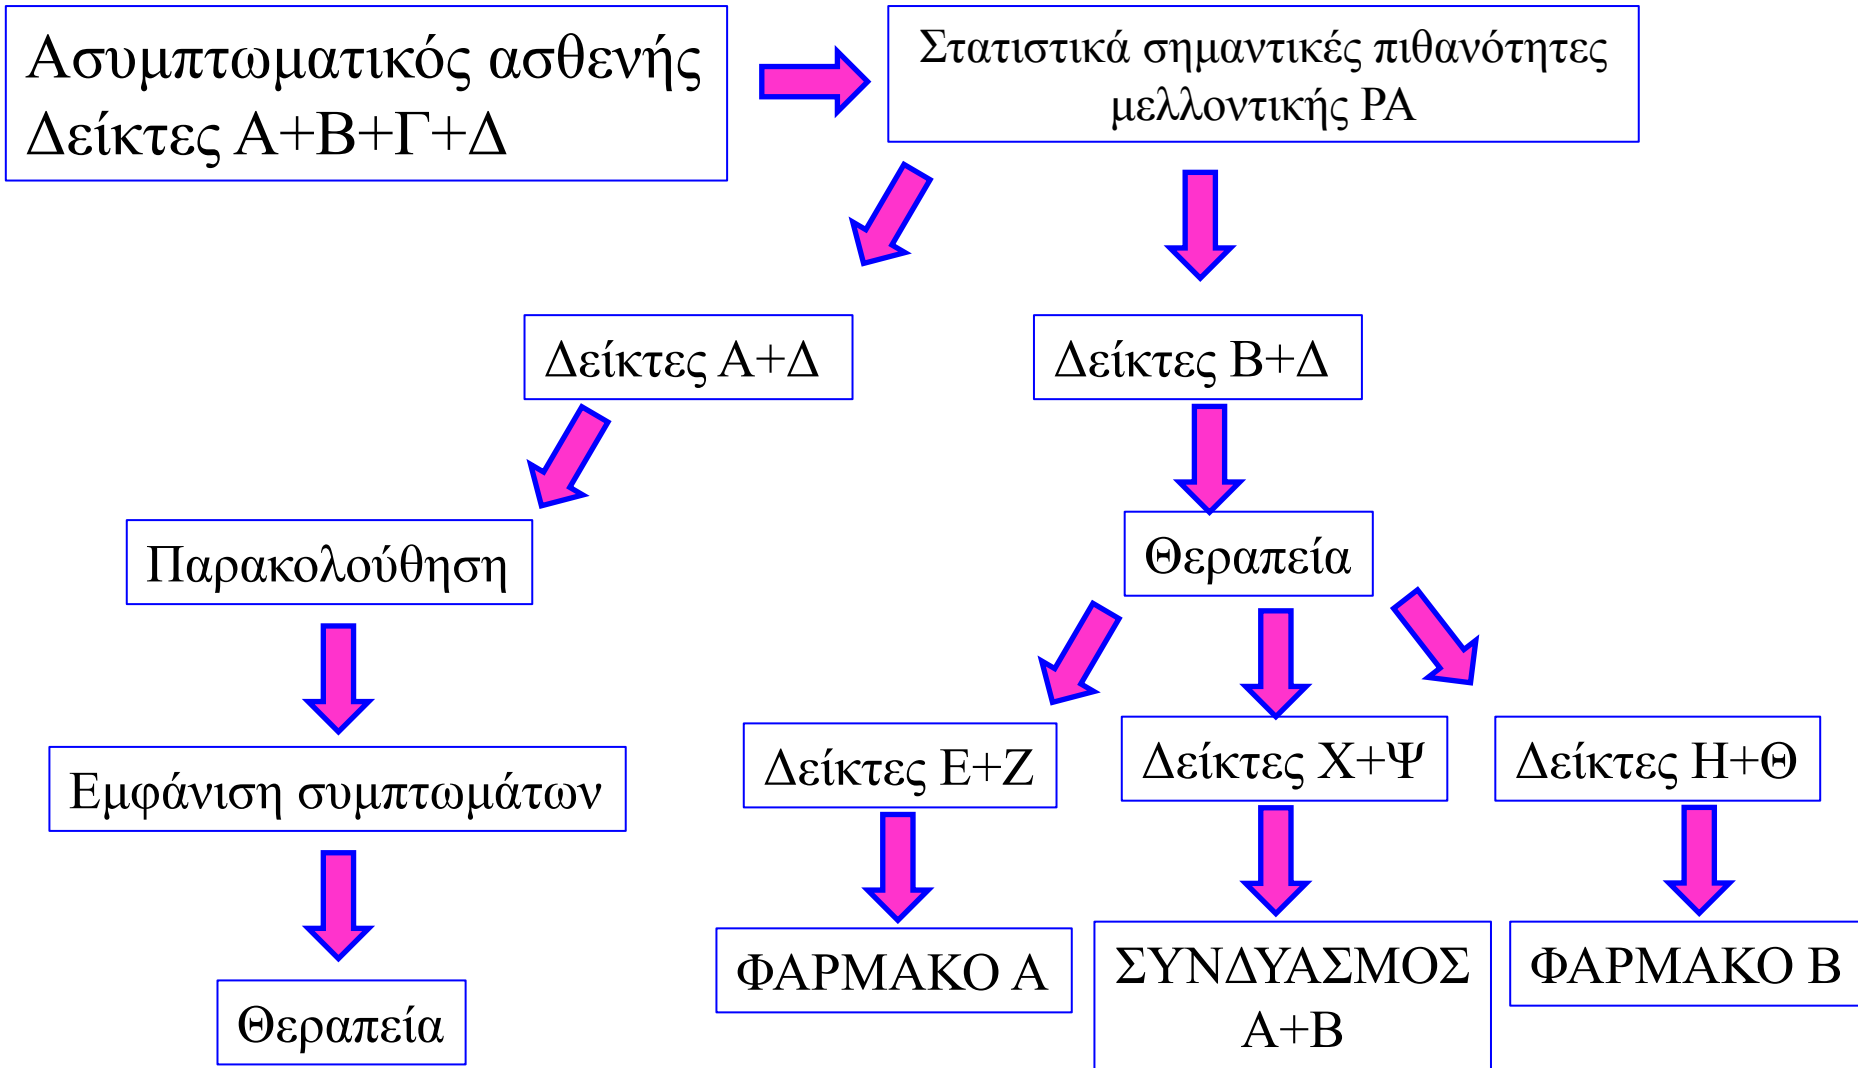 Ασυμπτωματικός ασθενής
Δείκτες Α+Β+Γ+Δ
Στατιστικά σημαντικές πιθανότητες
μελλοντικής ΡΑ
Δείκτες Α+Δ
Δείκτες Β+Δ
Παρακολούθηση
Θεραπεία
Εμφάνιση συμπτωμάτων
Δείκτες Ε+Ζ
Δείκτες Χ+Ψ
Δείκτες Η+Θ
Θεραπεία
ΦΑΡΜΑΚΟ Α
ΣΥΝΔΥΑΣΜΟΣ
Α+Β
ΦΑΡΜΑΚΟ Β